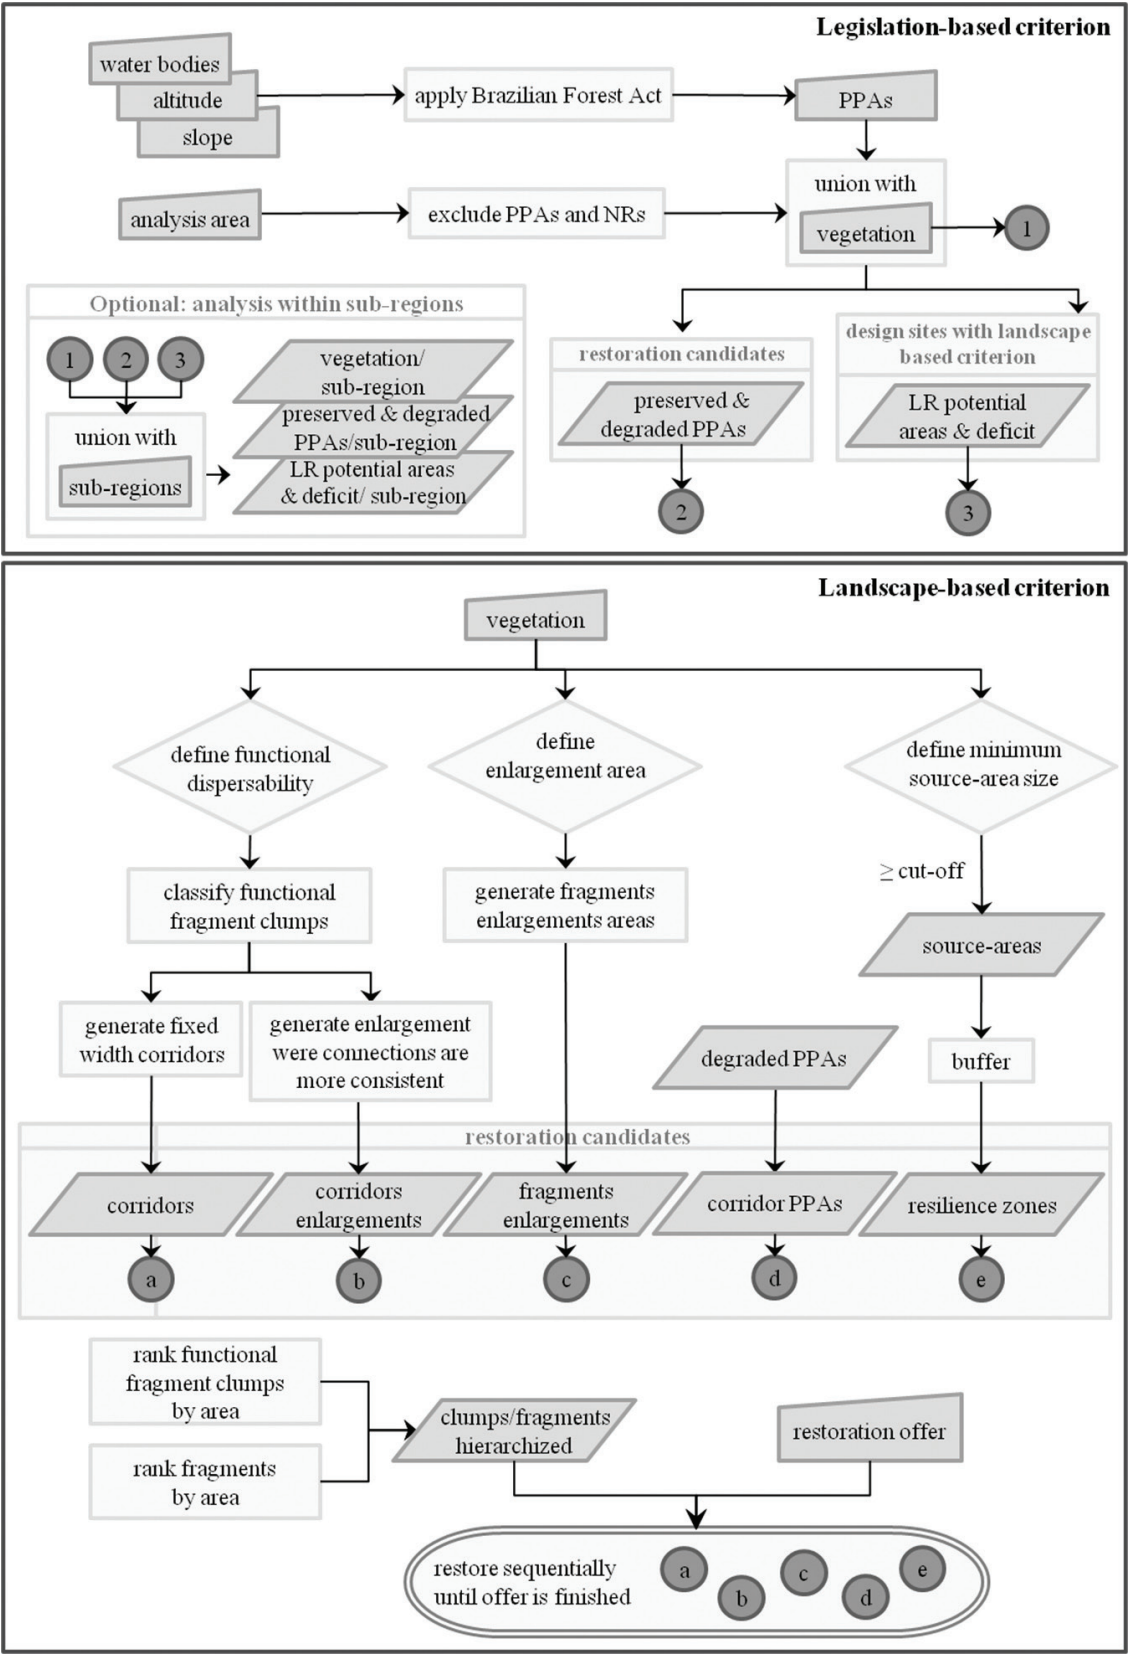 Legislation-based criterion
water bodies
altitude
slope
apply Brazilian Forest Act
PPAs
analysis area
exclude PPAs and NRs
union with
vegetation
1
Optional: analysis within sub-regions
1 2 3
union with
sub-regions
vegetation/
sub-region
preserved & degraded
PPAs/sub-region
LR potential areas
& deficit/ sub-region
restoration candidates
preserved &
degraded PPAs
2
design sites with landscape
based criterion
LR potential
areas & deficit
3
Landscape-based criterion
vegetation
define functional
dispersability
define
enlargement area
define minimum
source-area size
classify functional
fragment clumps
generate fragments
enlargements areas
≥ cut-off
source-areas
generate fixed
width corridors
generate enlargement
were connections are
more consistent
degraded PPAs
buffer
restoration candidates
corridors
corridors
enlargements
fragments
enlargements
corridor PPAs
resilience zones
a
b
c
d
e
rank functional
fragment clumps
by area
rank fragments
by area
clumps/fragments
hierarchized
restoration offer
restore sequentially
until offer is finished
a
b
c
d
e